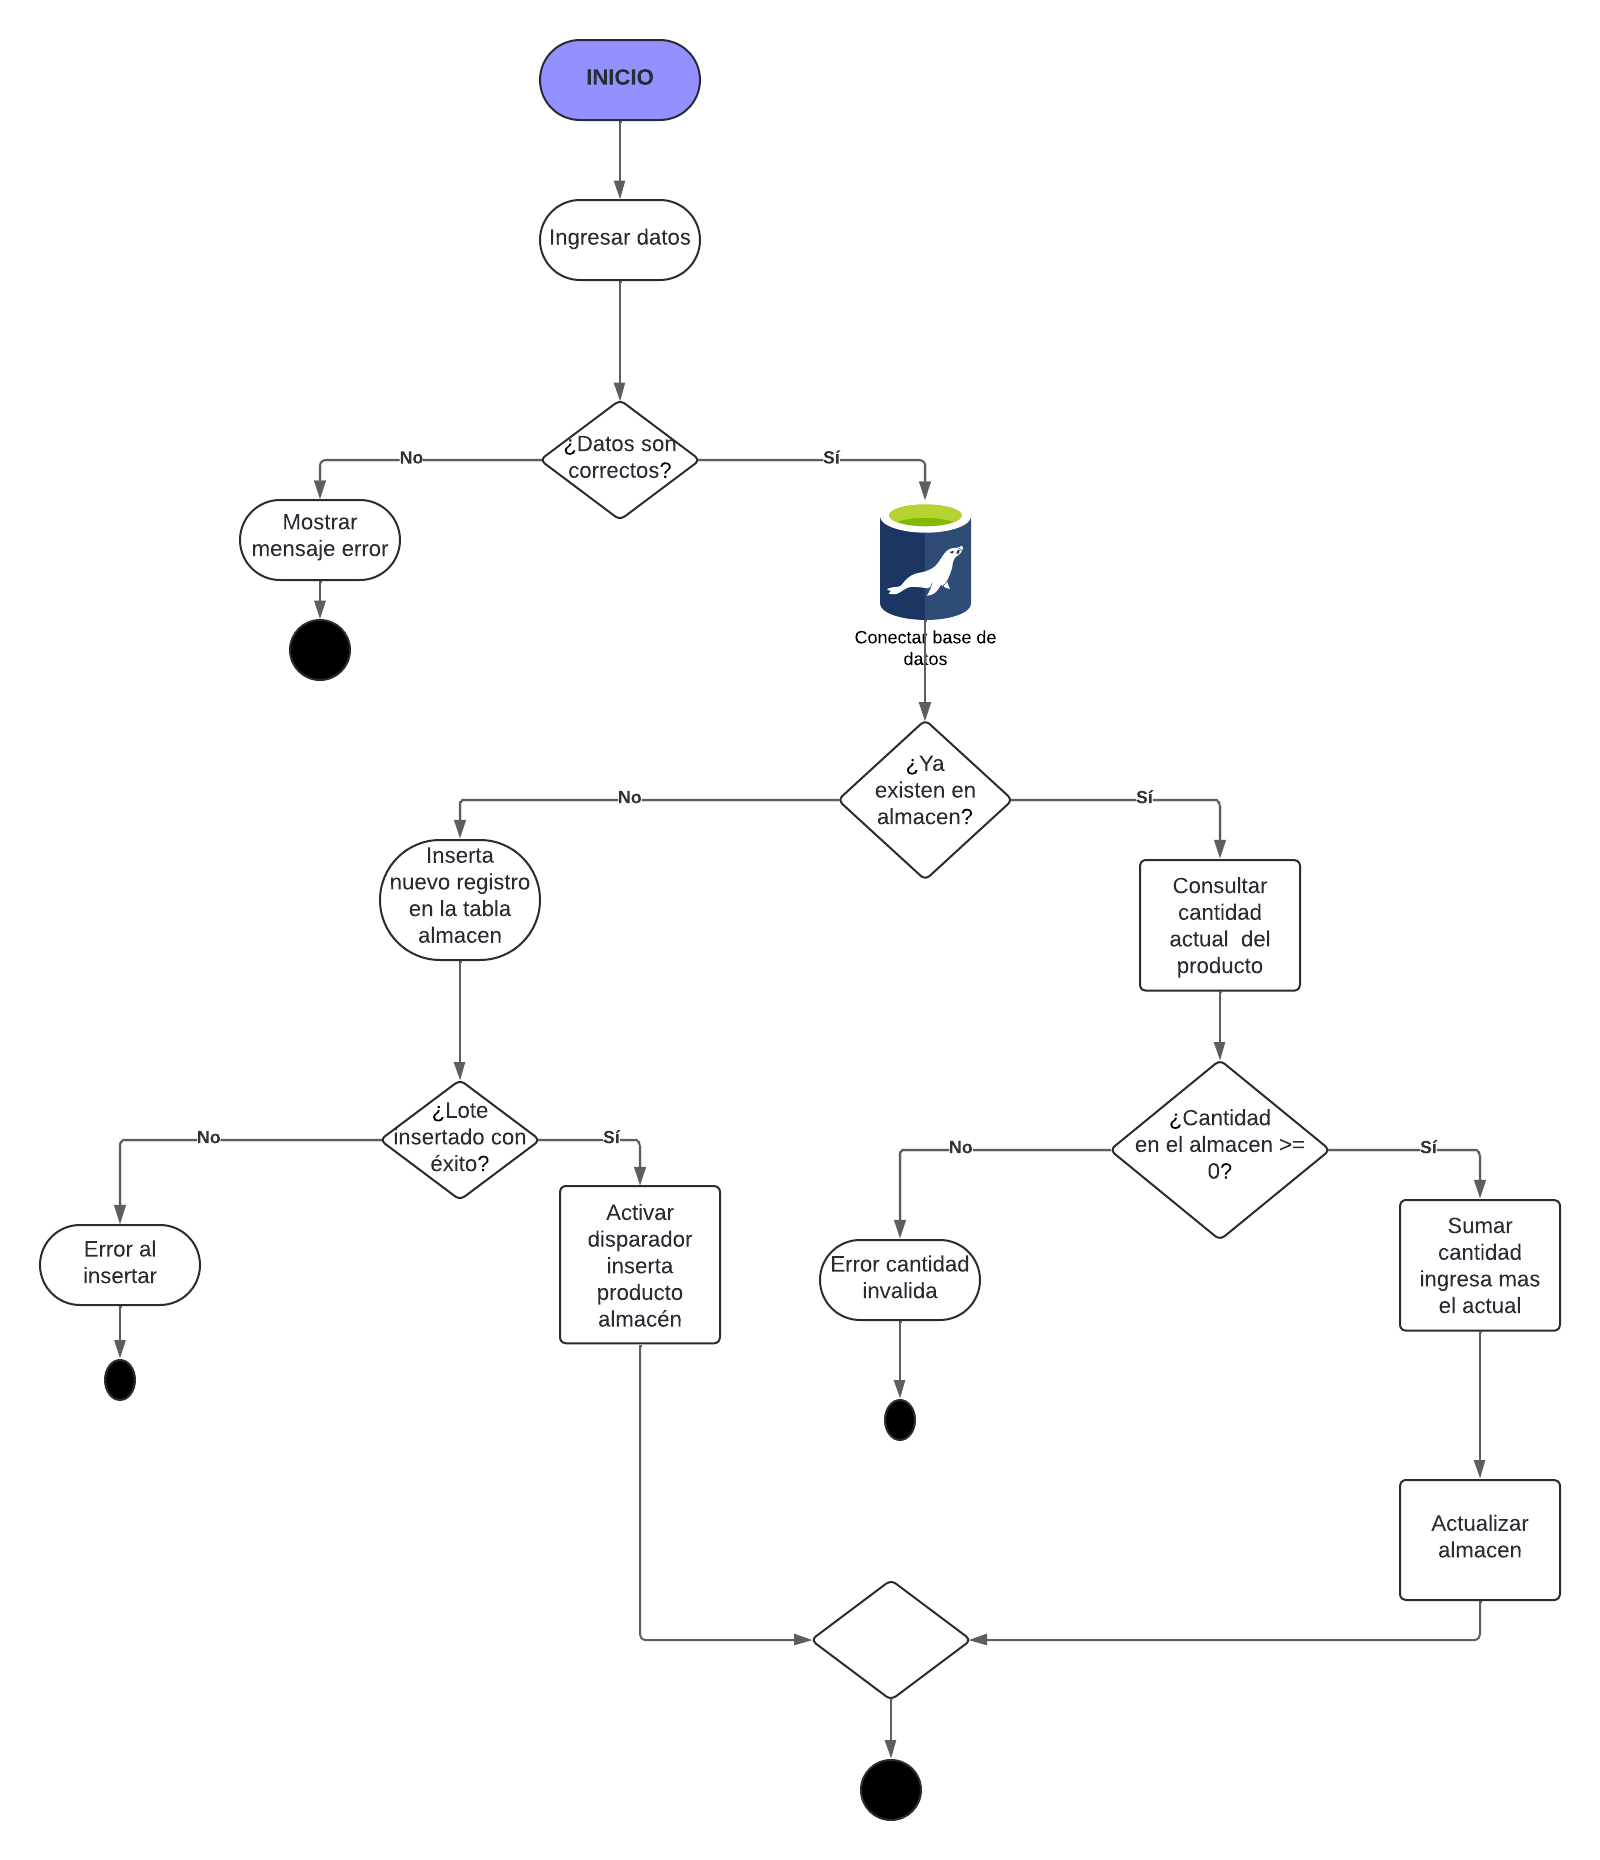 INICIO
Ingresar datos
¿Datos son
correctos?
No
Sí
Mostrar
mensaje error
Conectar base de
datos
¿Ya
existen en
almacen?
No
Sí
Inserta
nuevo registro
en la tabla
almacen
Consultar
cantidad
actual  del
producto
¿Lote
insertado con
éxito?
No
Sí
¿Cantidad
en el almacen >=
0?
No
Sí
Error al
insertar
Activar
disparador
inserta
producto
almacén
Error cantidad
invalida
Sumar
cantidad
ingresa mas
el actual
Actualizar
almacen